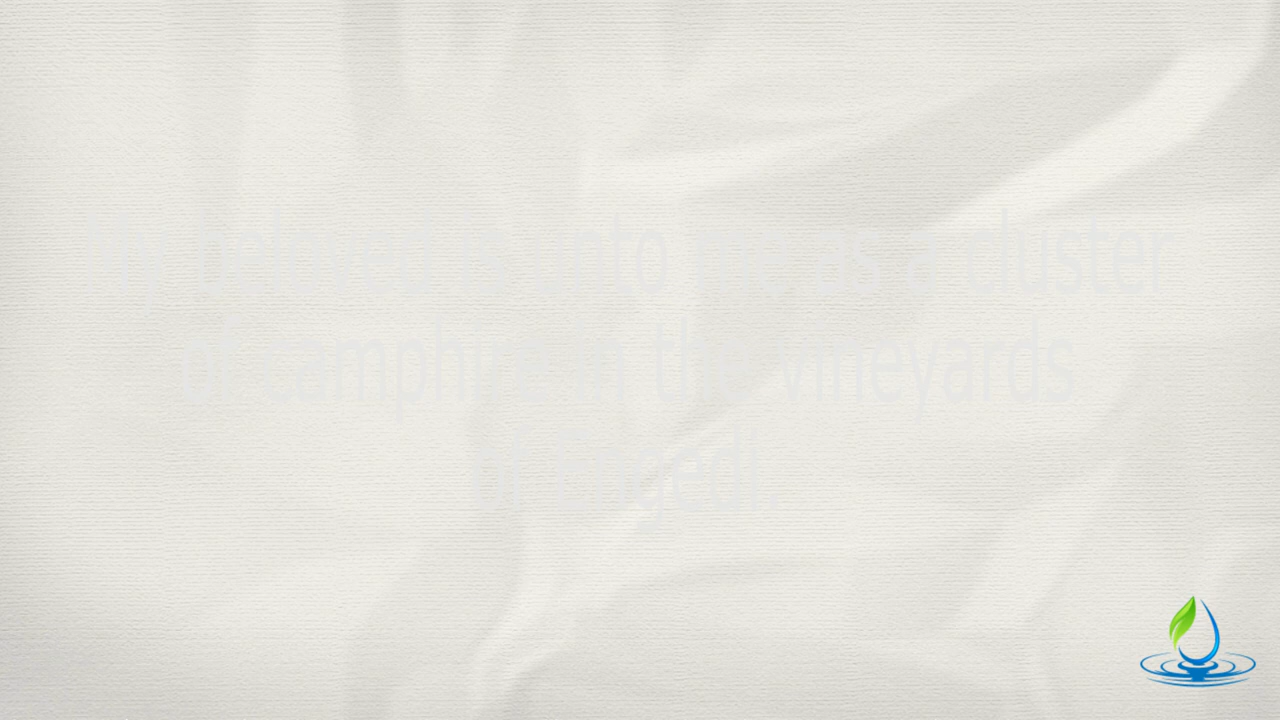 My beloved is unto me as a cluster
of camphire in the vineyards
of Engedi.